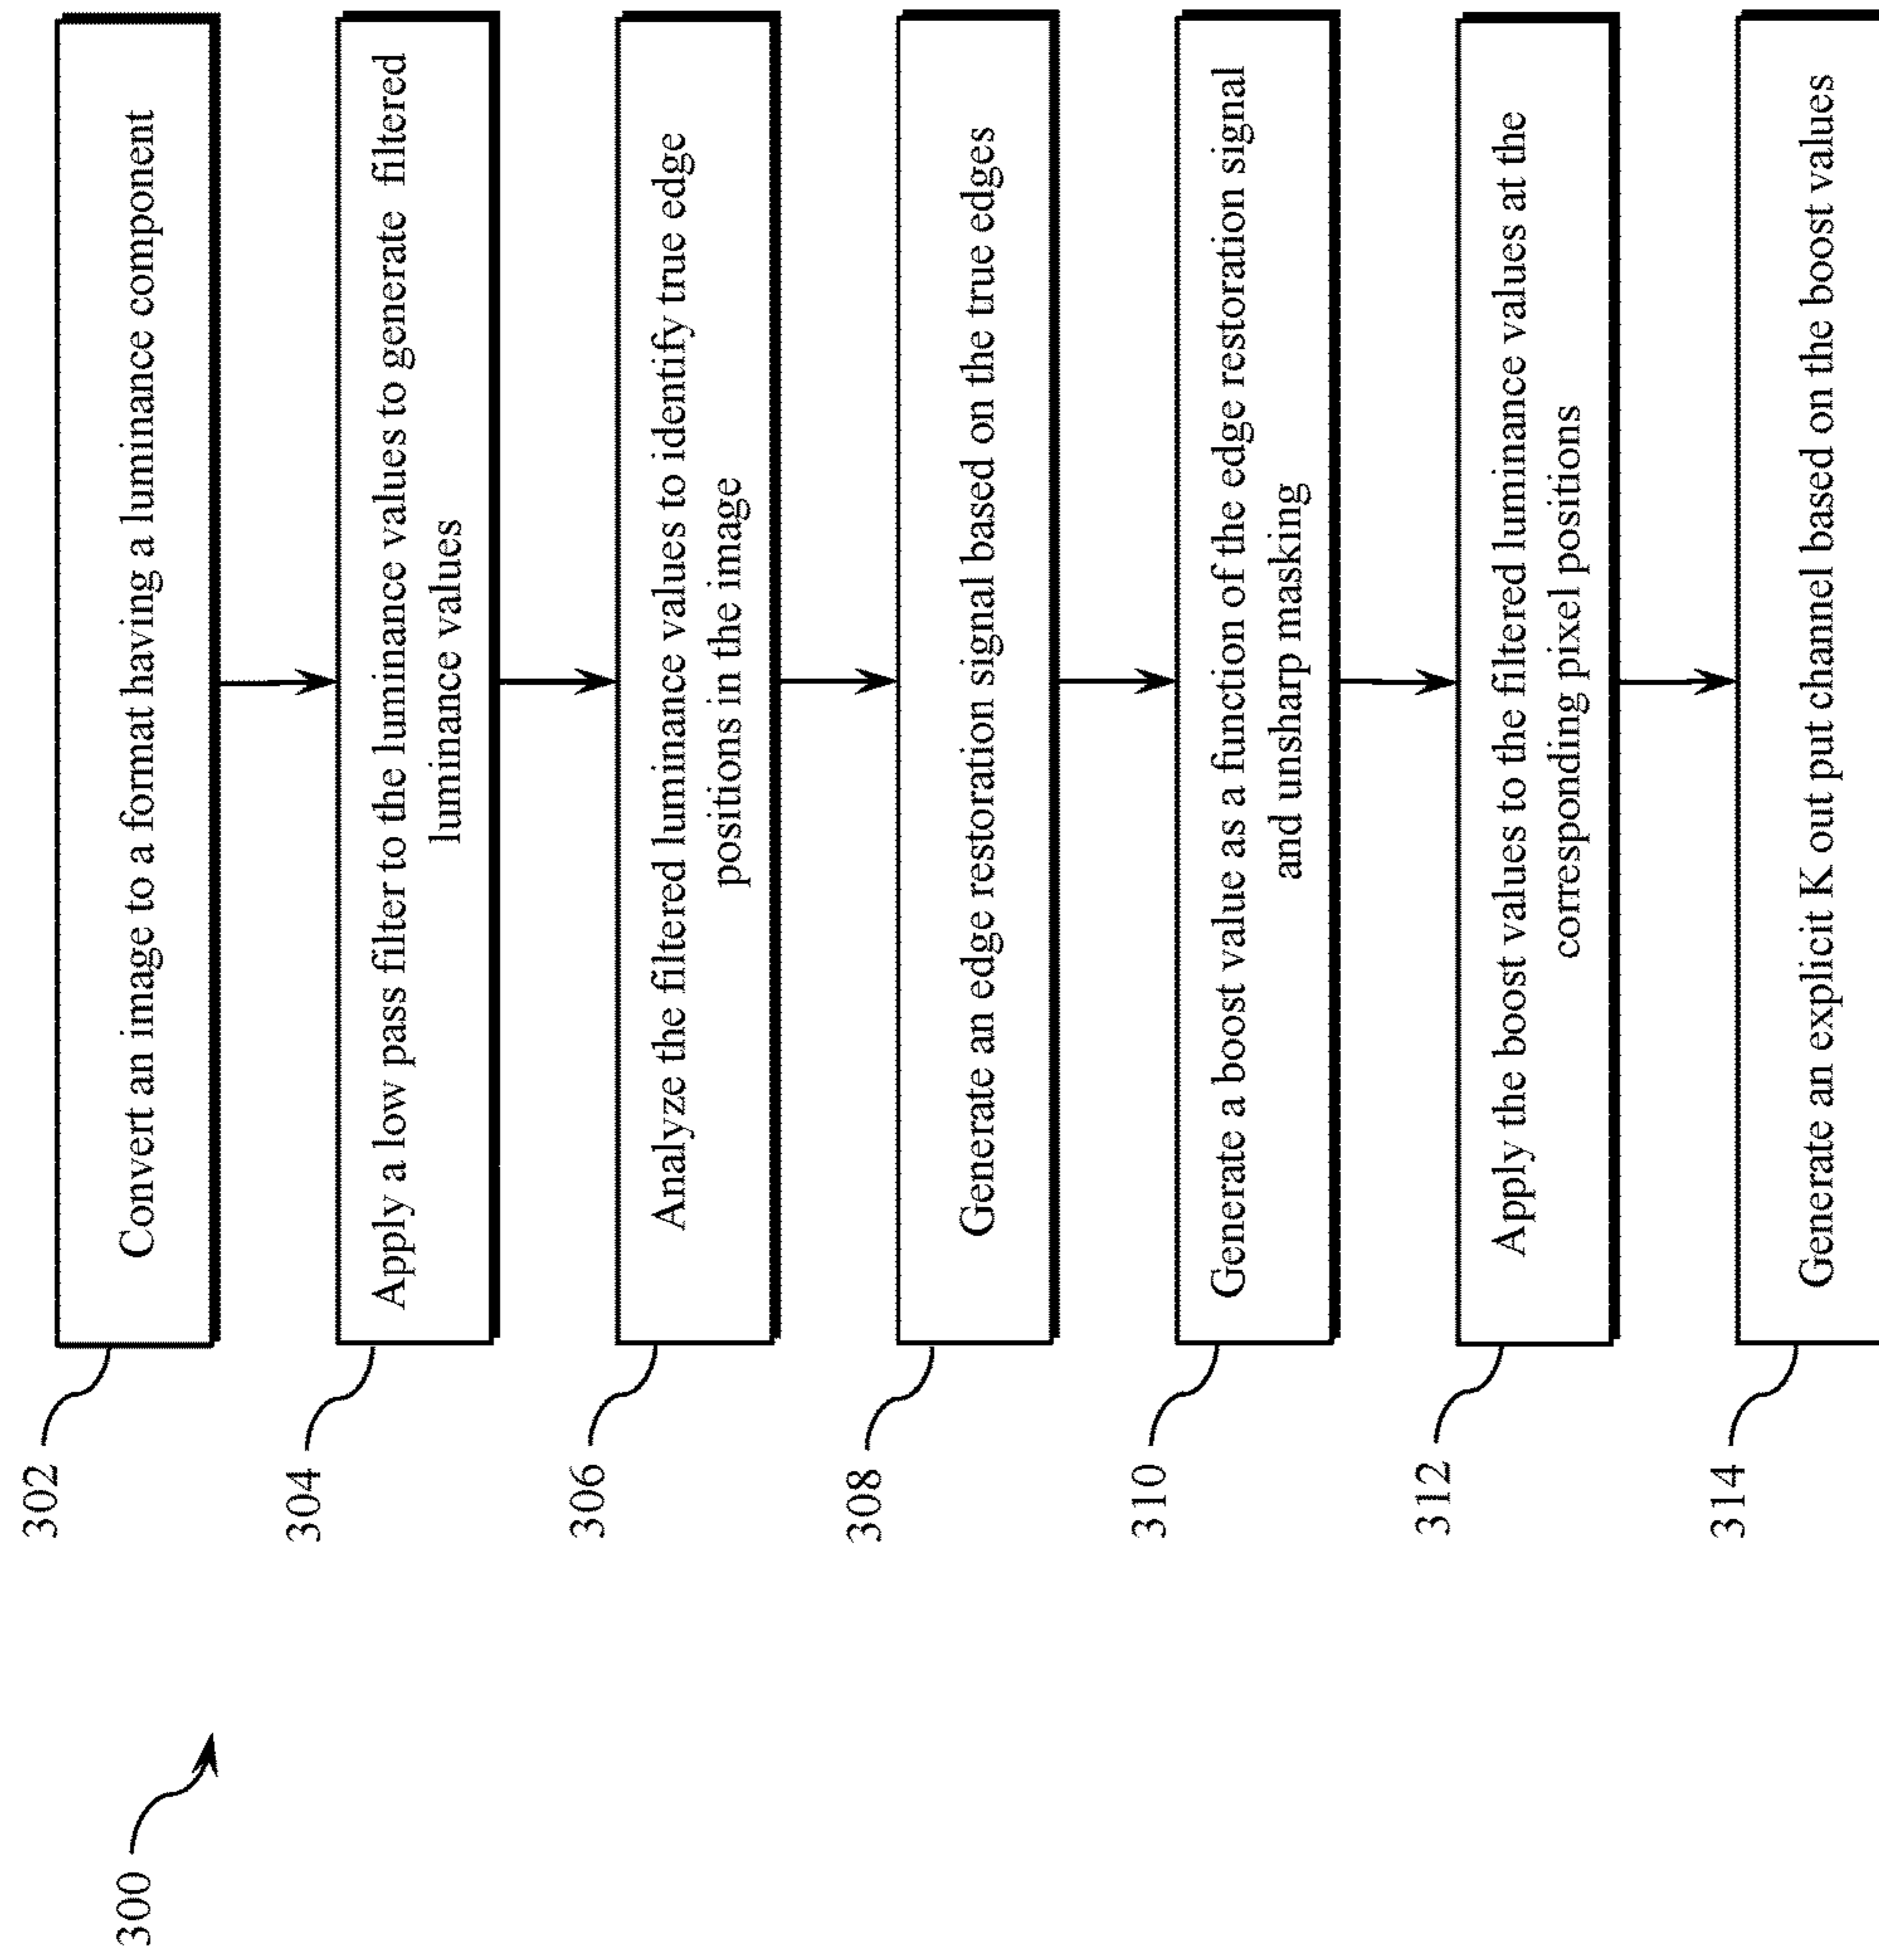 300
302
Convert an image to a format having a luminance component
304
Apply a low pass filter to the luminance values to generate filtered
luminance values
306
Analyze the filtered luminance values to identify true edge
positions in the image
308
Generate an edge restoration signal based on the true edges
310
Generate a boost value as a function of the edge restoration signal
and unsharp masking
312
Apply the boost values to the filtered luminance values at the
corresponding pixel positions
314
Generate an explicit K out put channel based on the boost values